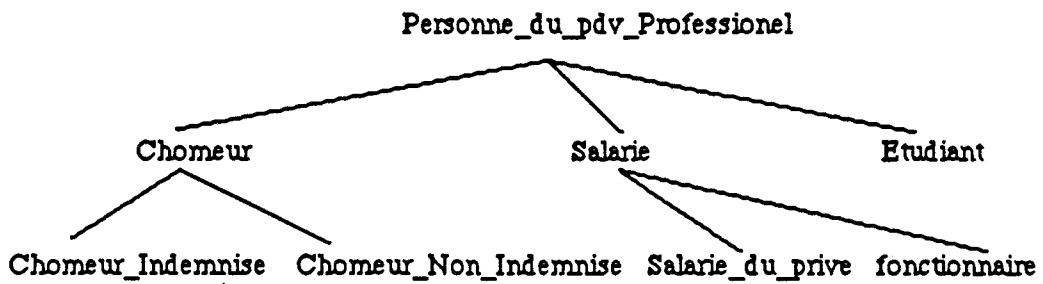 Personne_du_pdv_Professionel
Chomeur Salarie Etudiant
Chomeur_Indemnise Chomeur_Non_Indemnise Salarie_du_prive fonctionnaire